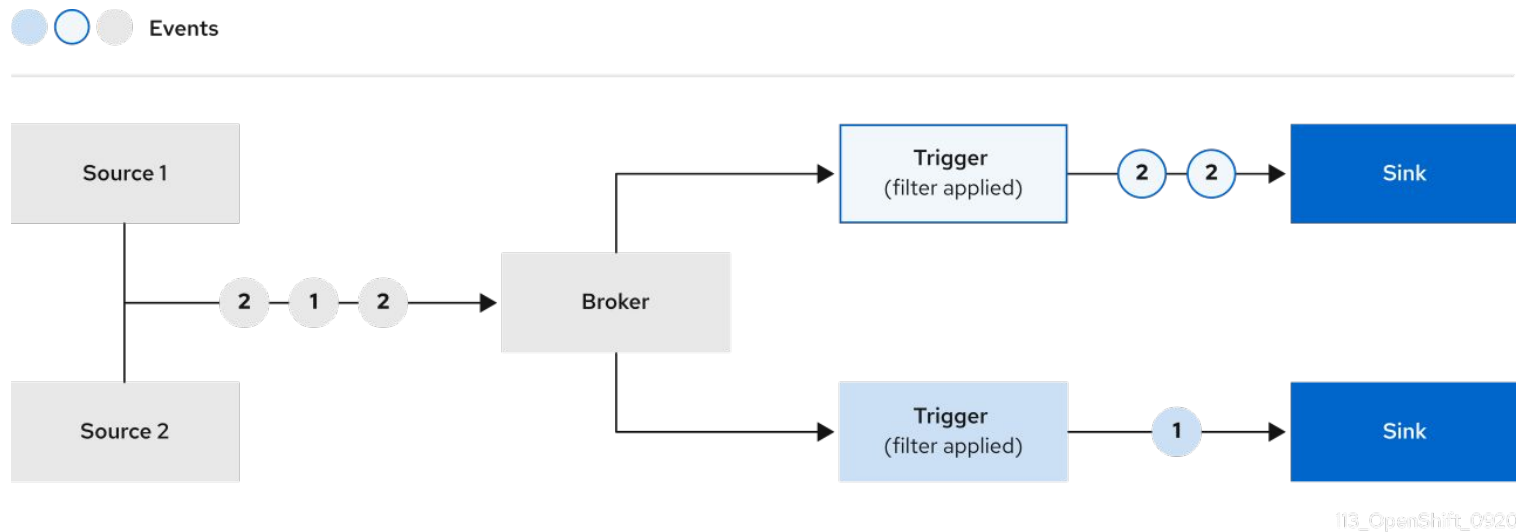 Events
Source 1
Trigger
(filter applied)
2
2
Sink
2
1
2
Broker
Source 2
Trigger
(filter applied)
1
Sink
113_OpenShift_0920